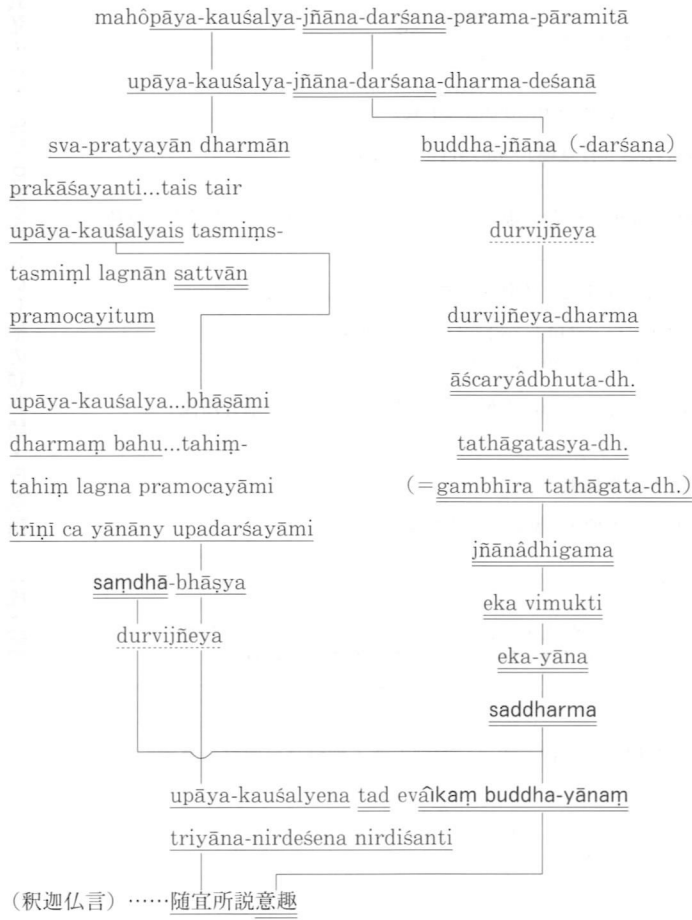 mahôpāya-kauśalya-jñāna-darśana-parama-pāramitā
upāya-kauśalya-jñāna-darśana-dharma-deśanā
sva-pratyayān dharmān
prakāśayanti…tais tair
upāya-kauśalyais tasmiṃs-
tasmiṃl lagnān sattvān
pramocayitum
upāya-kauśalya…bhāṣāmi
dharmaṃ bahu…tahiṃ-
tahiṃ lagna pramocayāmi
trīṇī ca yānāny upadarśayāmi
saṃdhā-bhāṣya
durvijñeya
buddha-jñāna (-darśana)
durvijñeya
durvijñeya-dharma
āścaryâdbhuta-dh.
tathāgatasya-dh.
(=gambhīra tathāgata-dh.)
jñānâdhigama
eka vimukti
eka-yāna
saddharma
upāya-kauśalyena tad evâikaṃ buddha-yānaṃ
triyāna-nirdeśena nirdiśanti
(釈迦仏言)……随宜所説意趣